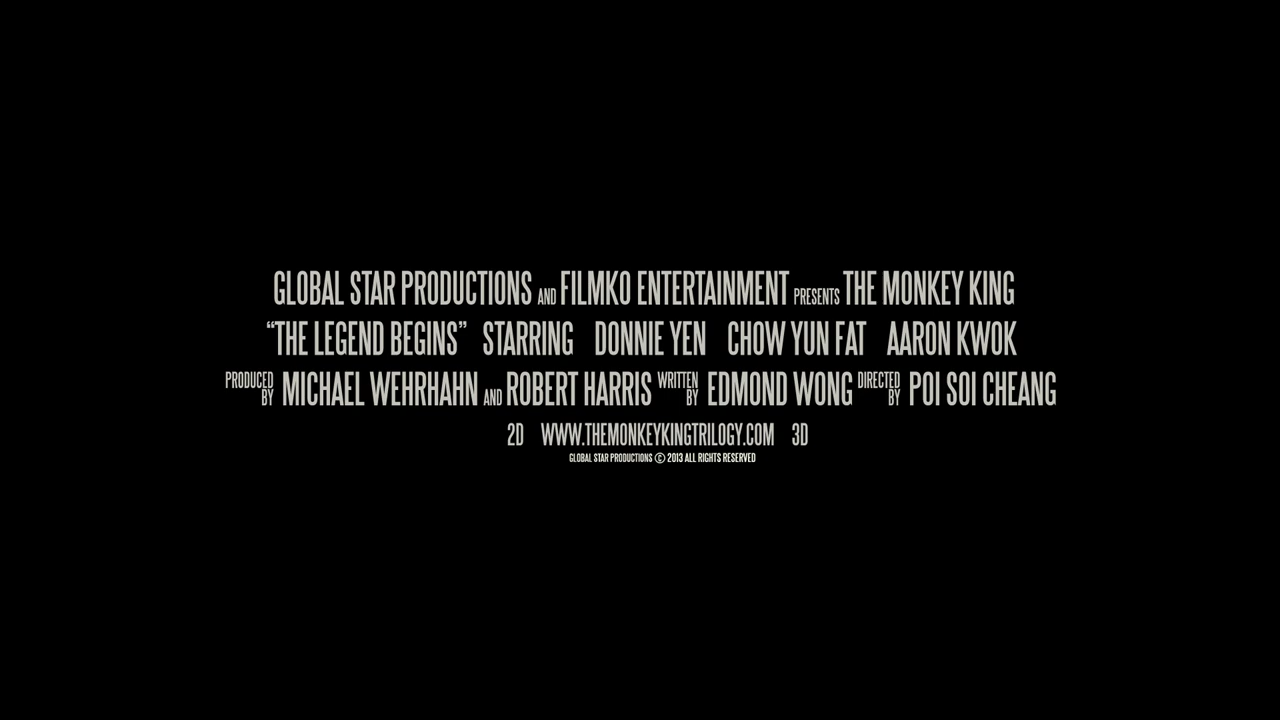 GLOBAL STAR PRODUCTIONS AND FILMKO ENTERTAINMENT PRESENTS THE MONKEY KING
“THE LEGEND BEGINS” STARRING DONNIE YEN CHOW YUN FAT AARON KWOK
PRODUCED BY MICHAEL WEHRHAHN AND ROBERT HARRIS WRITTEN BY EDMOND WONG DIRECTED BY POI SOI CHEANG
2D WWW.THEMONKEYKINGTRILOGY.COM 3D
GLOBAL STAR PRODUCTIONS © 2013 ALL RIGHTS RESERVED